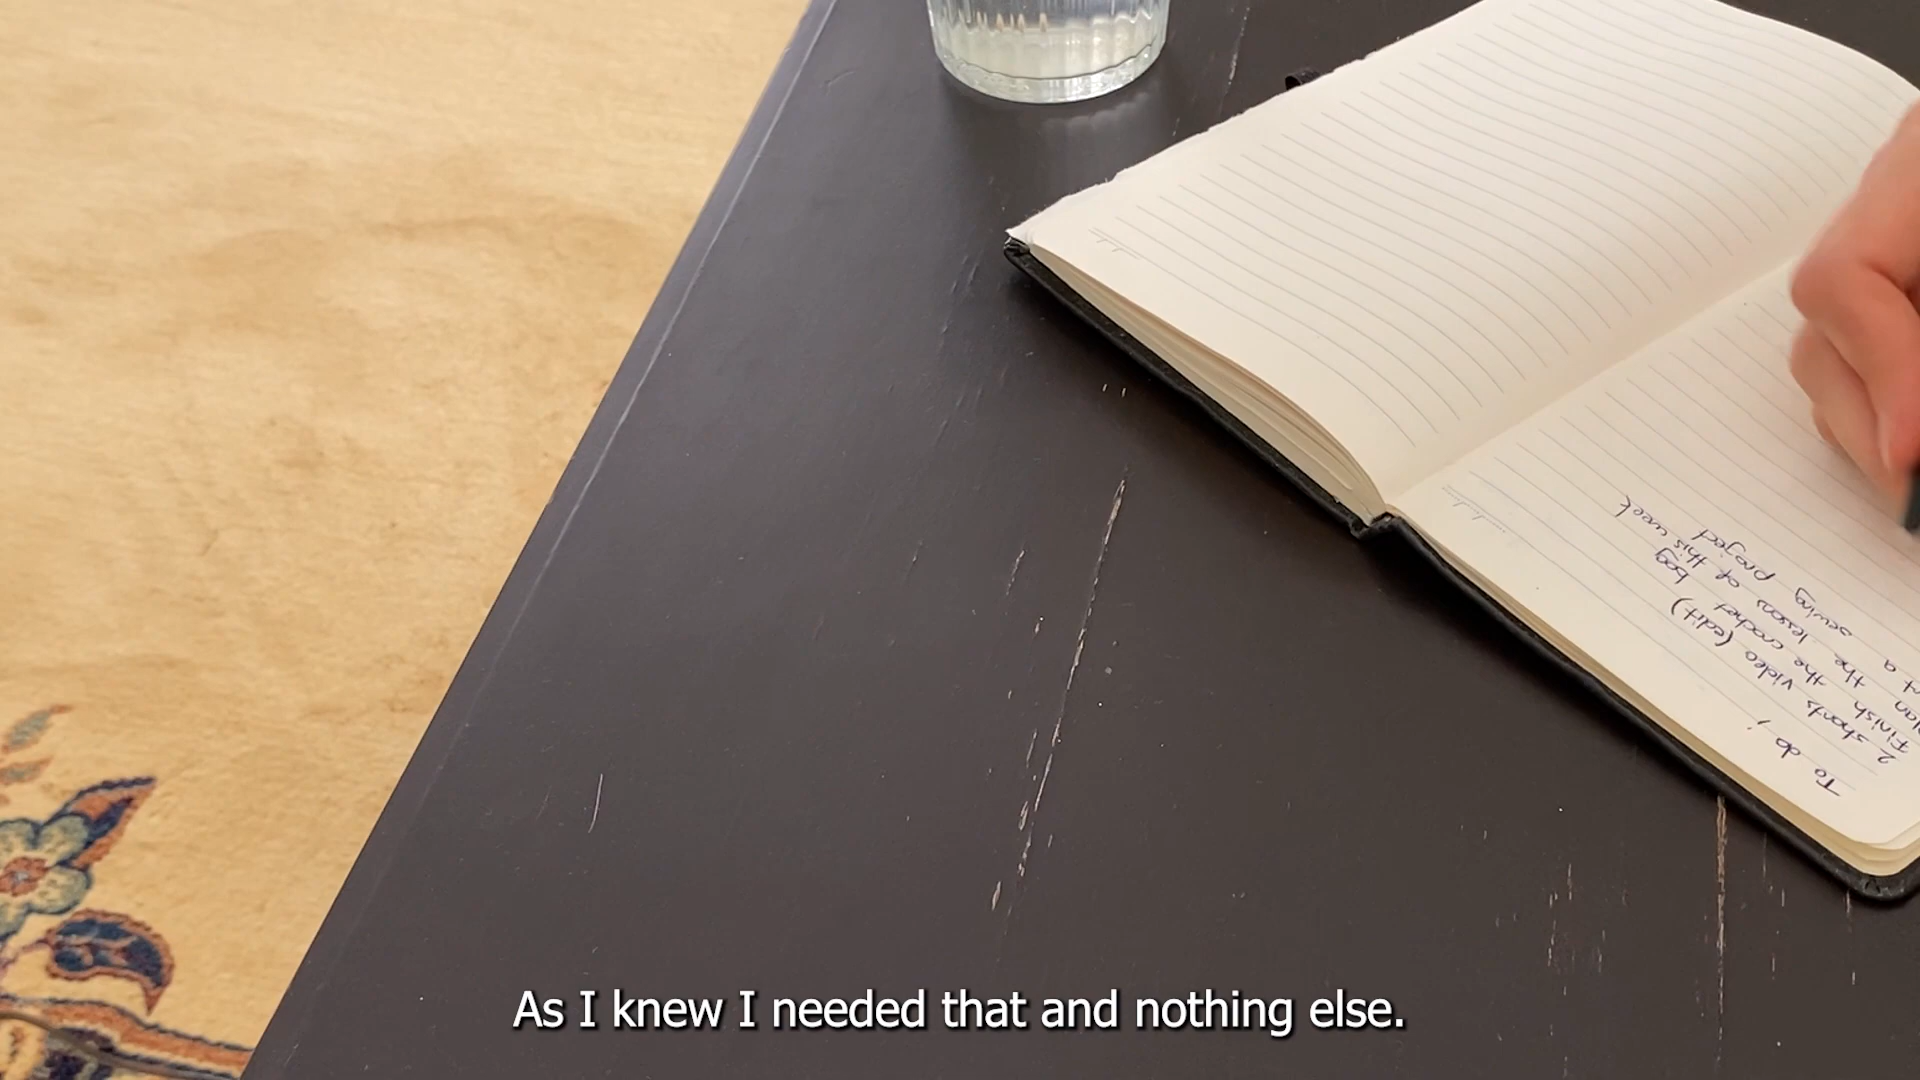 To do:
2 shorts video (edit)
Finish the crochet bag
plan the lesson of this week
a sewing project
As I knew I needed that and nothing else.